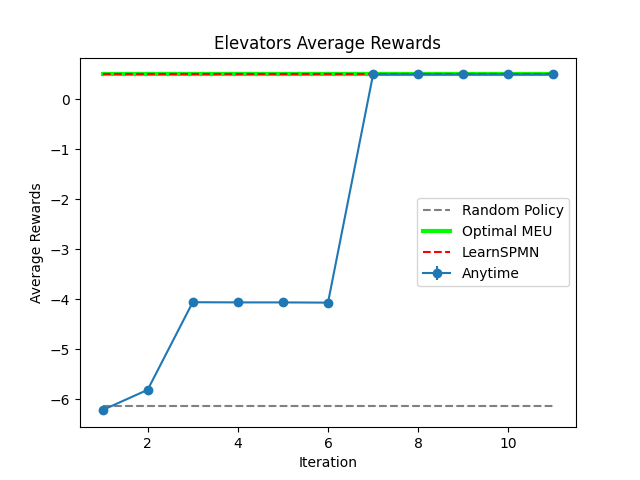 Elevators Average Rewards
Average Rewards
0
−1
−2
−3
−4
−5
−6
Random Policy
Optimal MEU
LearnSPMN
Anytime
2 4 6 8 10
Iteration